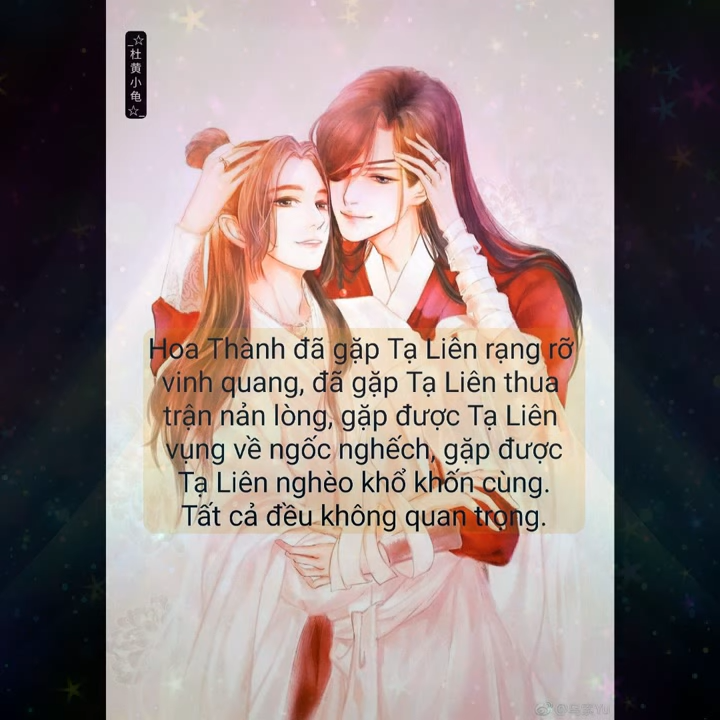 _☆
杜
黄
小
龟
☆_
Hoa Thành đã gặp Tạ Liên rạng rỡ
vinh quang, đã gặp Tạ Liên thua
trận nản lòng, gặp được Tạ Liên
vụng về ngốc nghếch, gặp được
Tạ Liên nghèo khổ khốn cùng.
Tất cả đều không quan trọng.